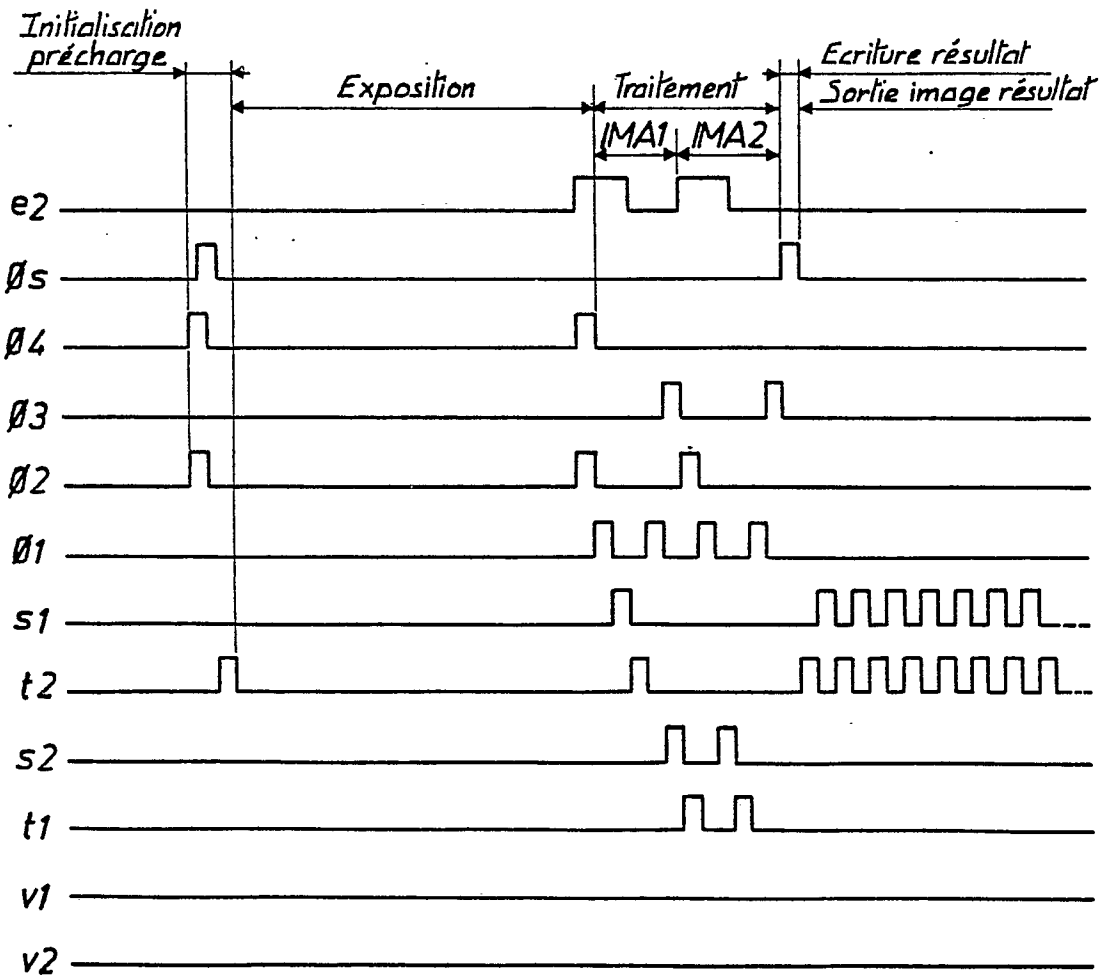 Initialisation
précharge
Exposition
Traitement
Ecriture résultat
Sortie image résultat
IMA1
IMA2
e2
Øs
Ø4
Ø3
Ø2
Ø1
s1
t2
s2
t1
v1
v2